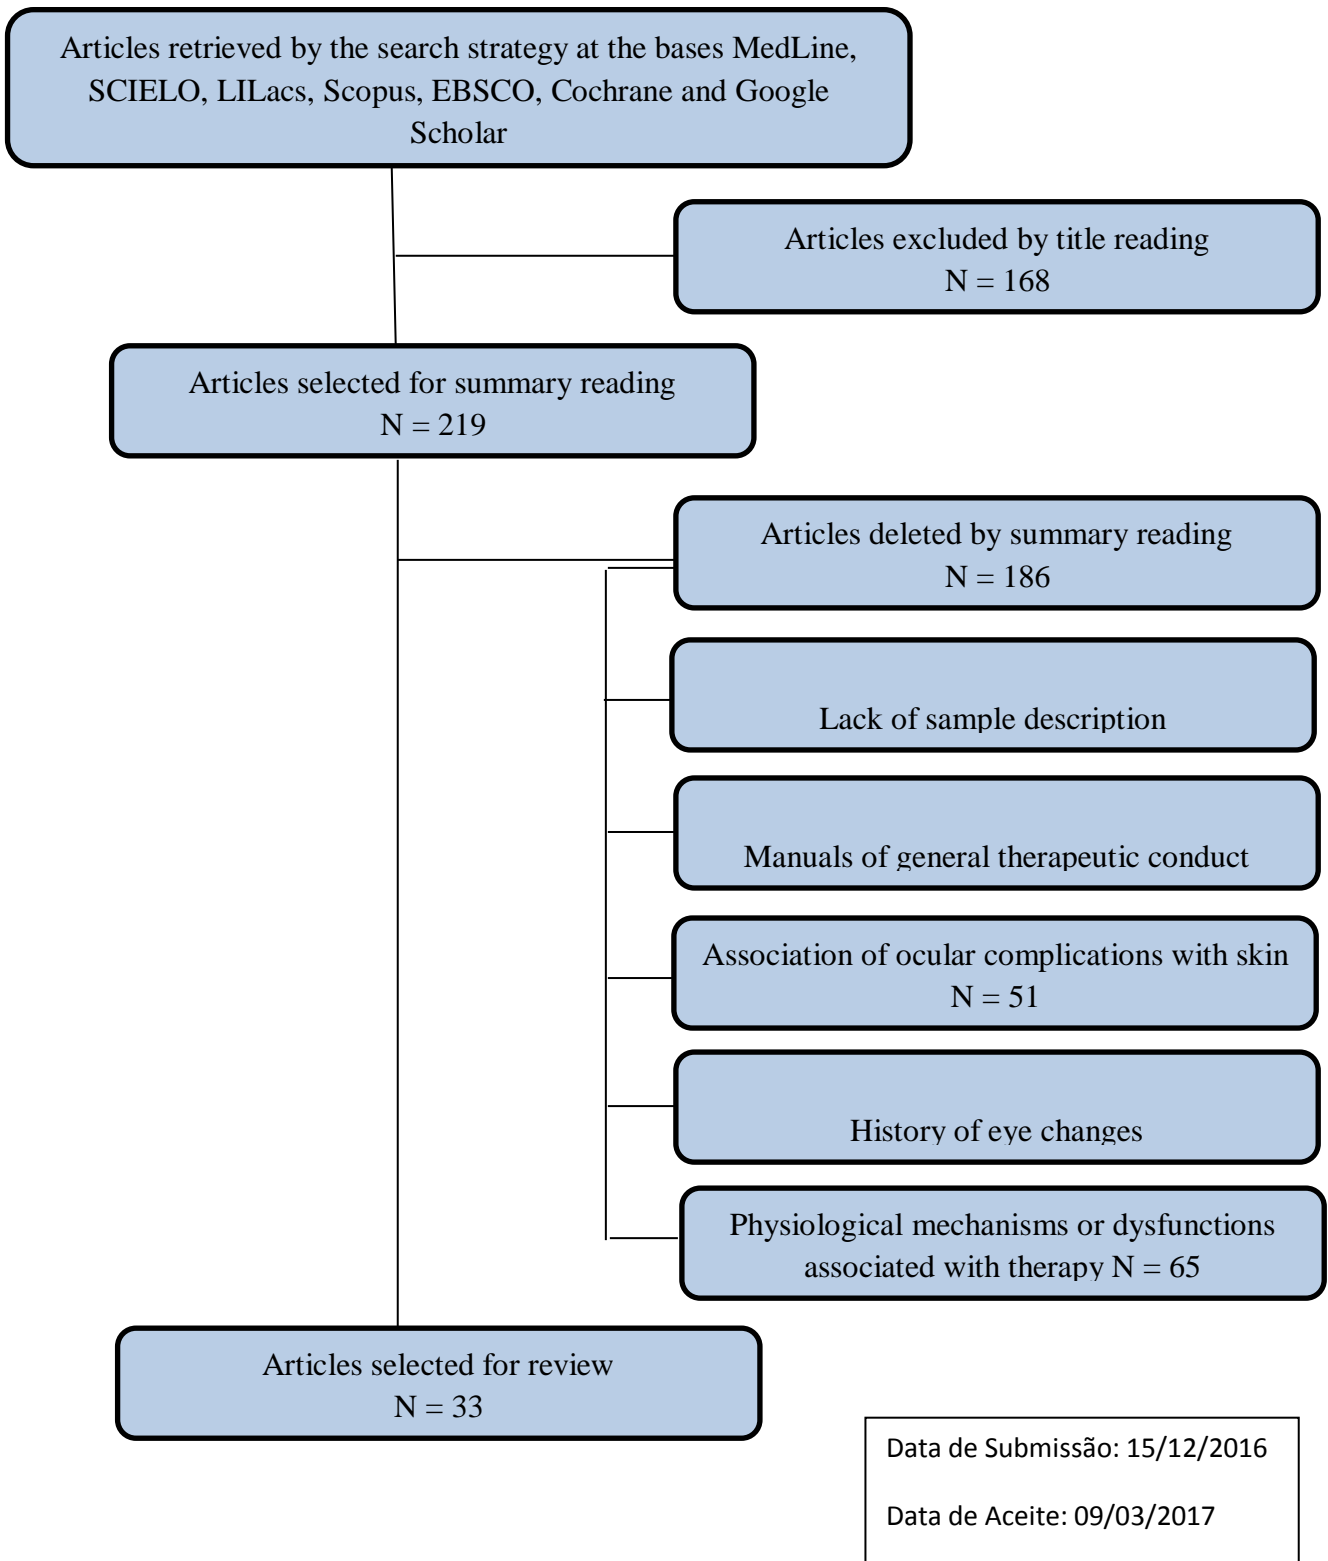 Articles retrieved by the search strategy at the bases MedLine,
SCIELO, LILacs, Scopus, EBSCO, Cochrane and Google
Scholar
Articles excluded by title reading
N = 168
Articles selected for summary reading
N = 219
Articles deleted by summary reading
N = 186
Lack of sample description
Manuals of general therapeutic conduct
Association of ocular complications with skin
N = 51
History of eye changes
Physiological mechanisms or dysfunctions
associated with therapy N = 65
Articles selected for review
N = 33
Data de Submissão: 15/12/2016
Data de Aceite: 09/03/2017